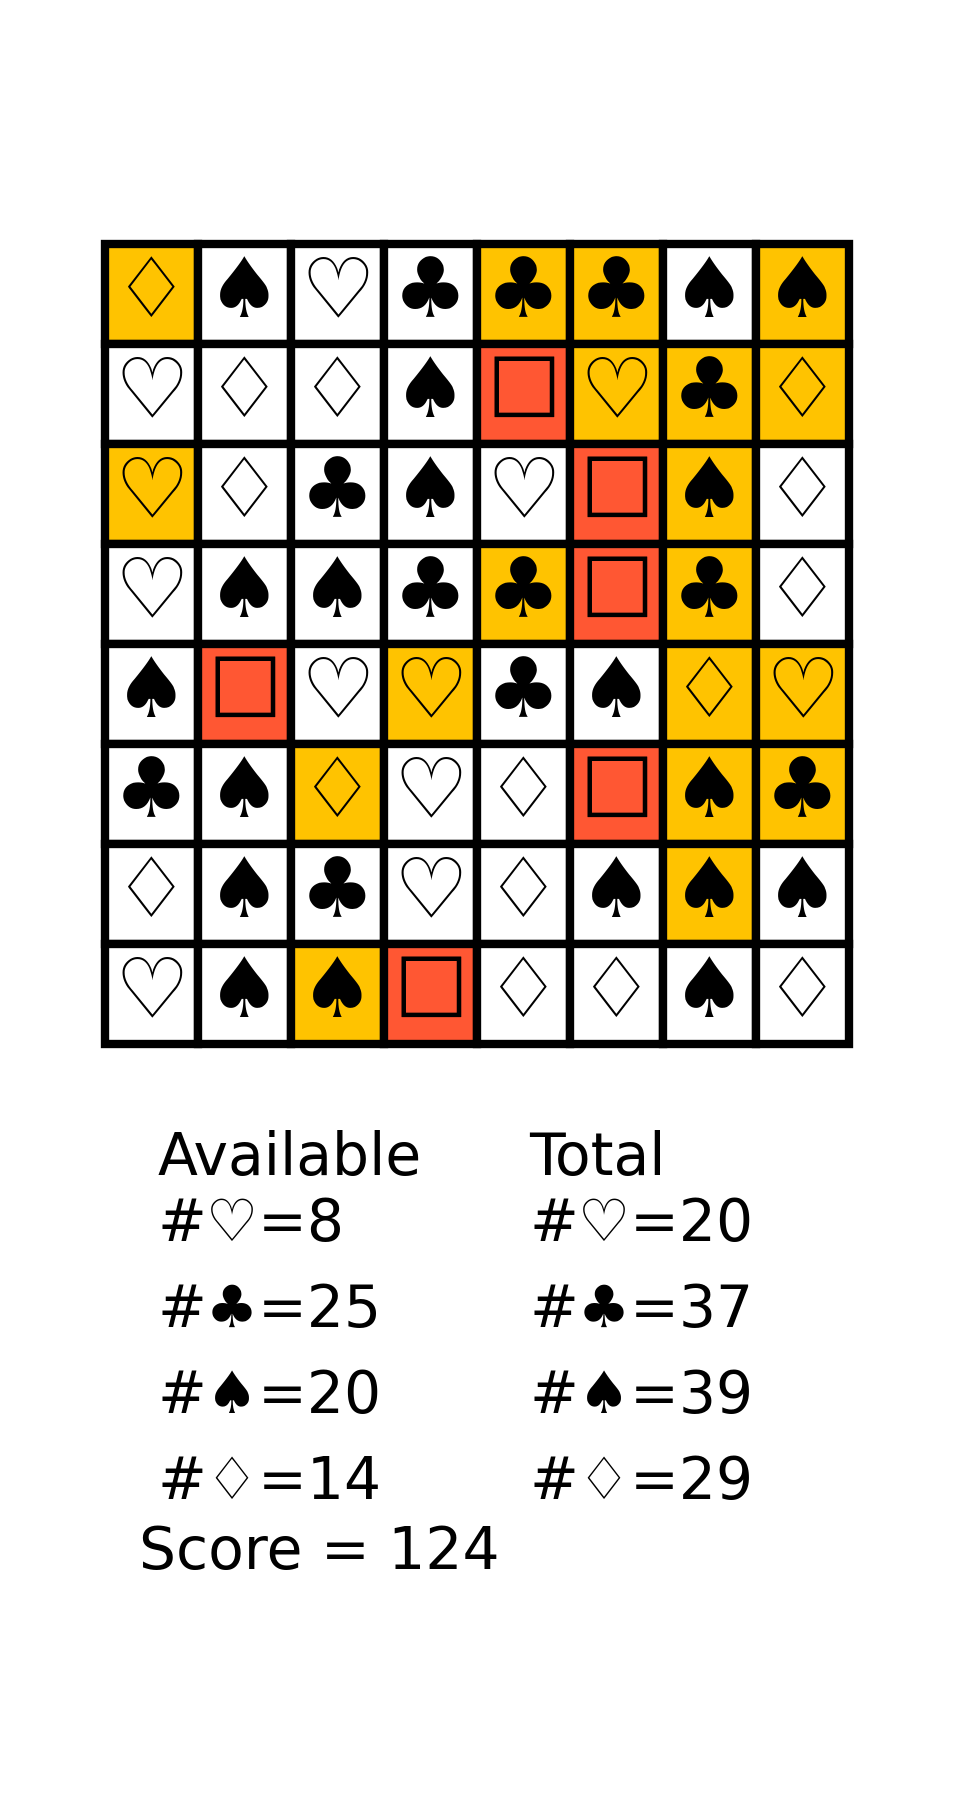 ♢ ♠ ♡ ♣ ♣ ♣ ♠ ♠
♡ ♢ ♢ ♠ □ ♡ ♣ ♢
♡ ♢ ♣ ♠ ♡ □ ♠ ♢
♡ ♠ ♠ ♣ ♣ □ ♣ ♢
♠ □ ♡ ♡ ♣ ♠ ♢ ♡
♣ ♠ ♢ ♡ ♢ □ ♠ ♣
♢ ♠ ♣ ♡ ♢ ♠ ♠ ♠
♡ ♠ ♠ □ ♢ ♢ ♠ ♢
Available Total
#♡=8 #♡=20
#♣=25 #♣=37
#♠=20 #♠=39
#♢=14 #♢=29
Score = 124